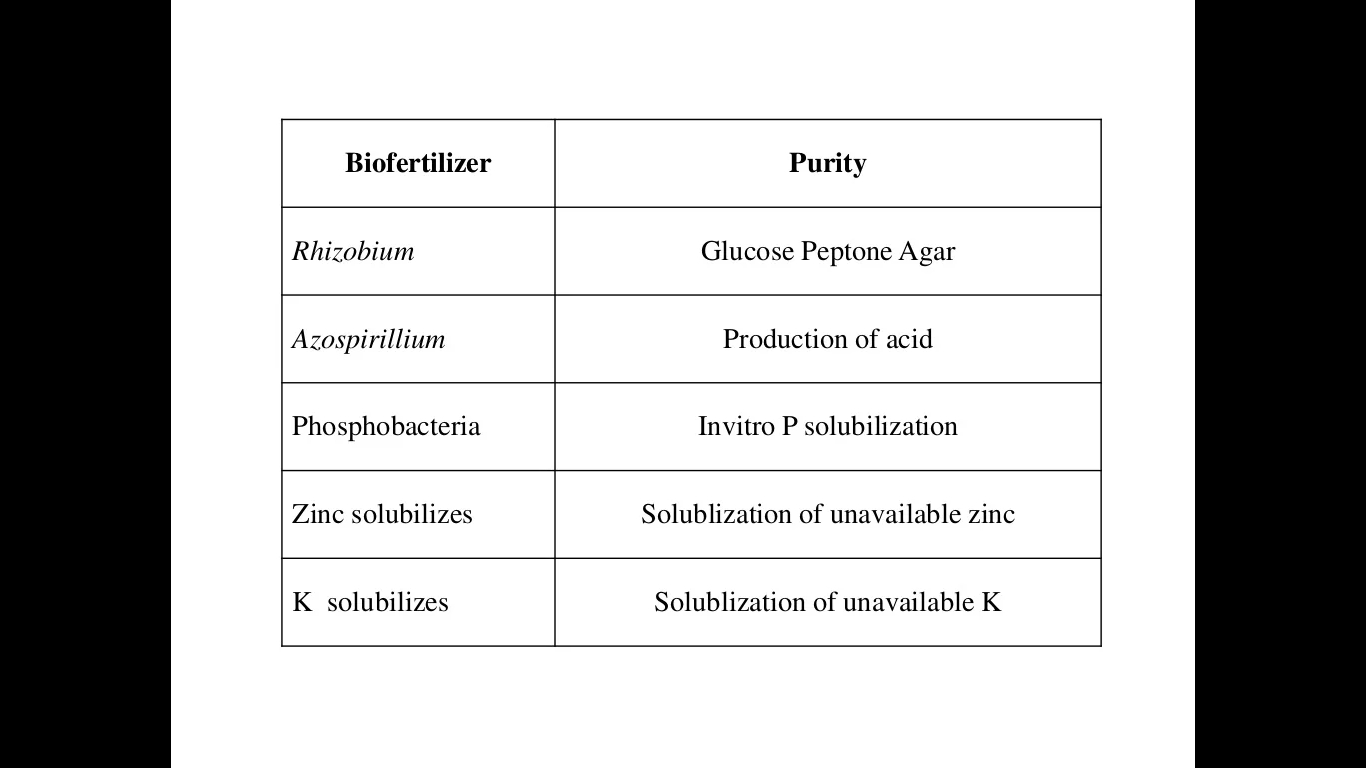 Biofertilizer Purity
Rhizobium Glucose Peptone Agar
Azospirillium Production of acid
Phosphobacteria Invitro P solubilization
Zinc solubilizes Solublization of unavailable zinc
K solubilizes Solublization of unavailable K